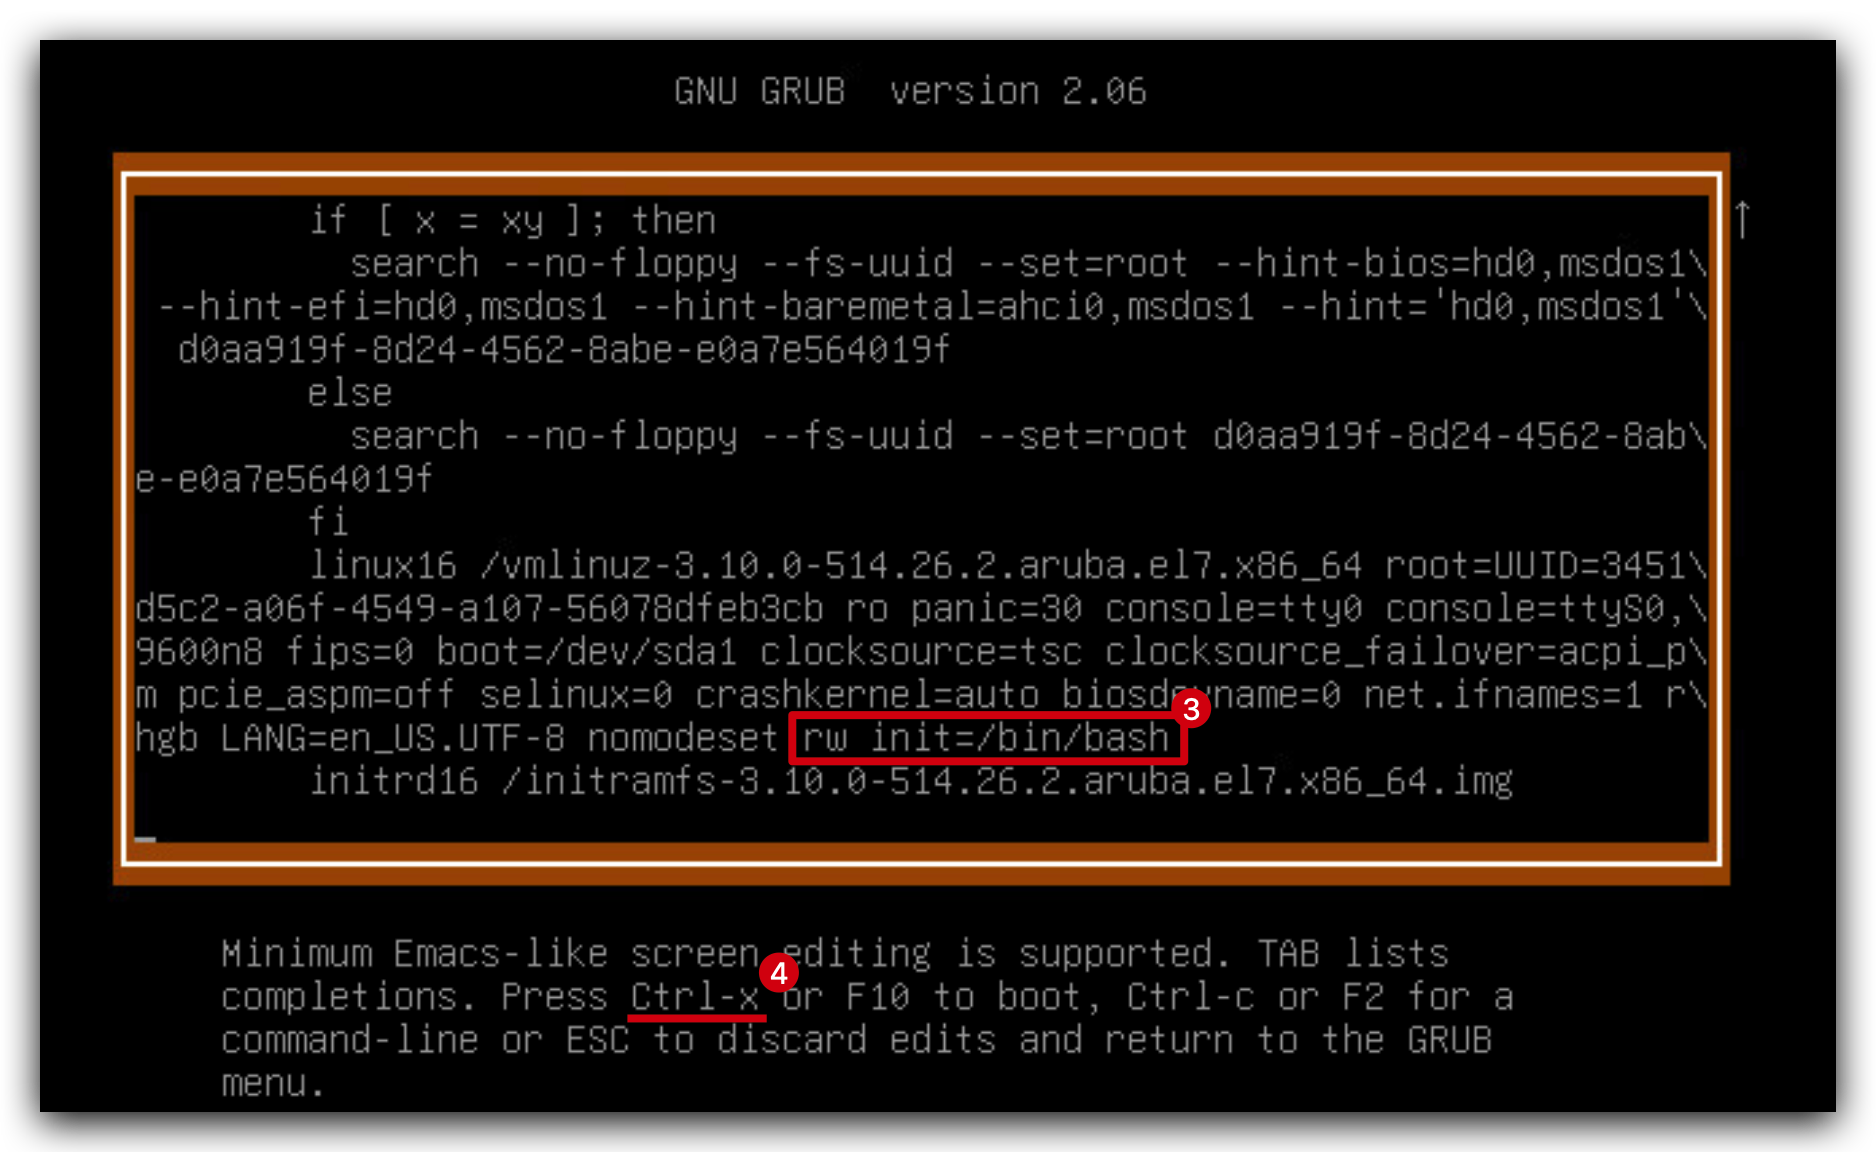 GNU GRUB  version 2.06
if [ x = xy ]; then
search --no-floppy --fs-uuid --set=root --hint-bios=hd0,msdos1\
--hint-efi=hd0,msdos1 --hint-baremetal=ahci0,msdos1 --hint='hd0,msdos1'\
d0aa919f-8d24-4562-8abe-e0a7e564019f
else
search --no-floppy --fs-uuid --set=root d0aa919f-8d24-4562-8ab\
e-e0a7e564019f
fi
linux16 /vmlinuz-3.10.0-514.26.2.aruba.el7.x86_64 root=UUID=3451\
d5c2-a06f-4549-a107-56078dfeb3cb ro panic=30 console=tty0 console=ttyS0,\
9600n8 fips=0 boot=/dev/sda1 clocksource=tsc clocksource_failover=acpi_p\
m pcie_aspm=off selinux=0 crashkernel=auto biosdevname=0 net.ifnames=1 r\
3
hgb LANG=en_US.UTF-8 nomodeset rw init=/bin/bash
initrd16 /initramfs-3.10.0-514.26.2.aruba.el7.x86_64.img
Minimum Emacs-like screen editing is supported. TAB lists
4
completions. Press Ctrl-x or F10 to boot, Ctrl-c or F2 for a
command-line or ESC to discard edits and return to the GRUB
menu.